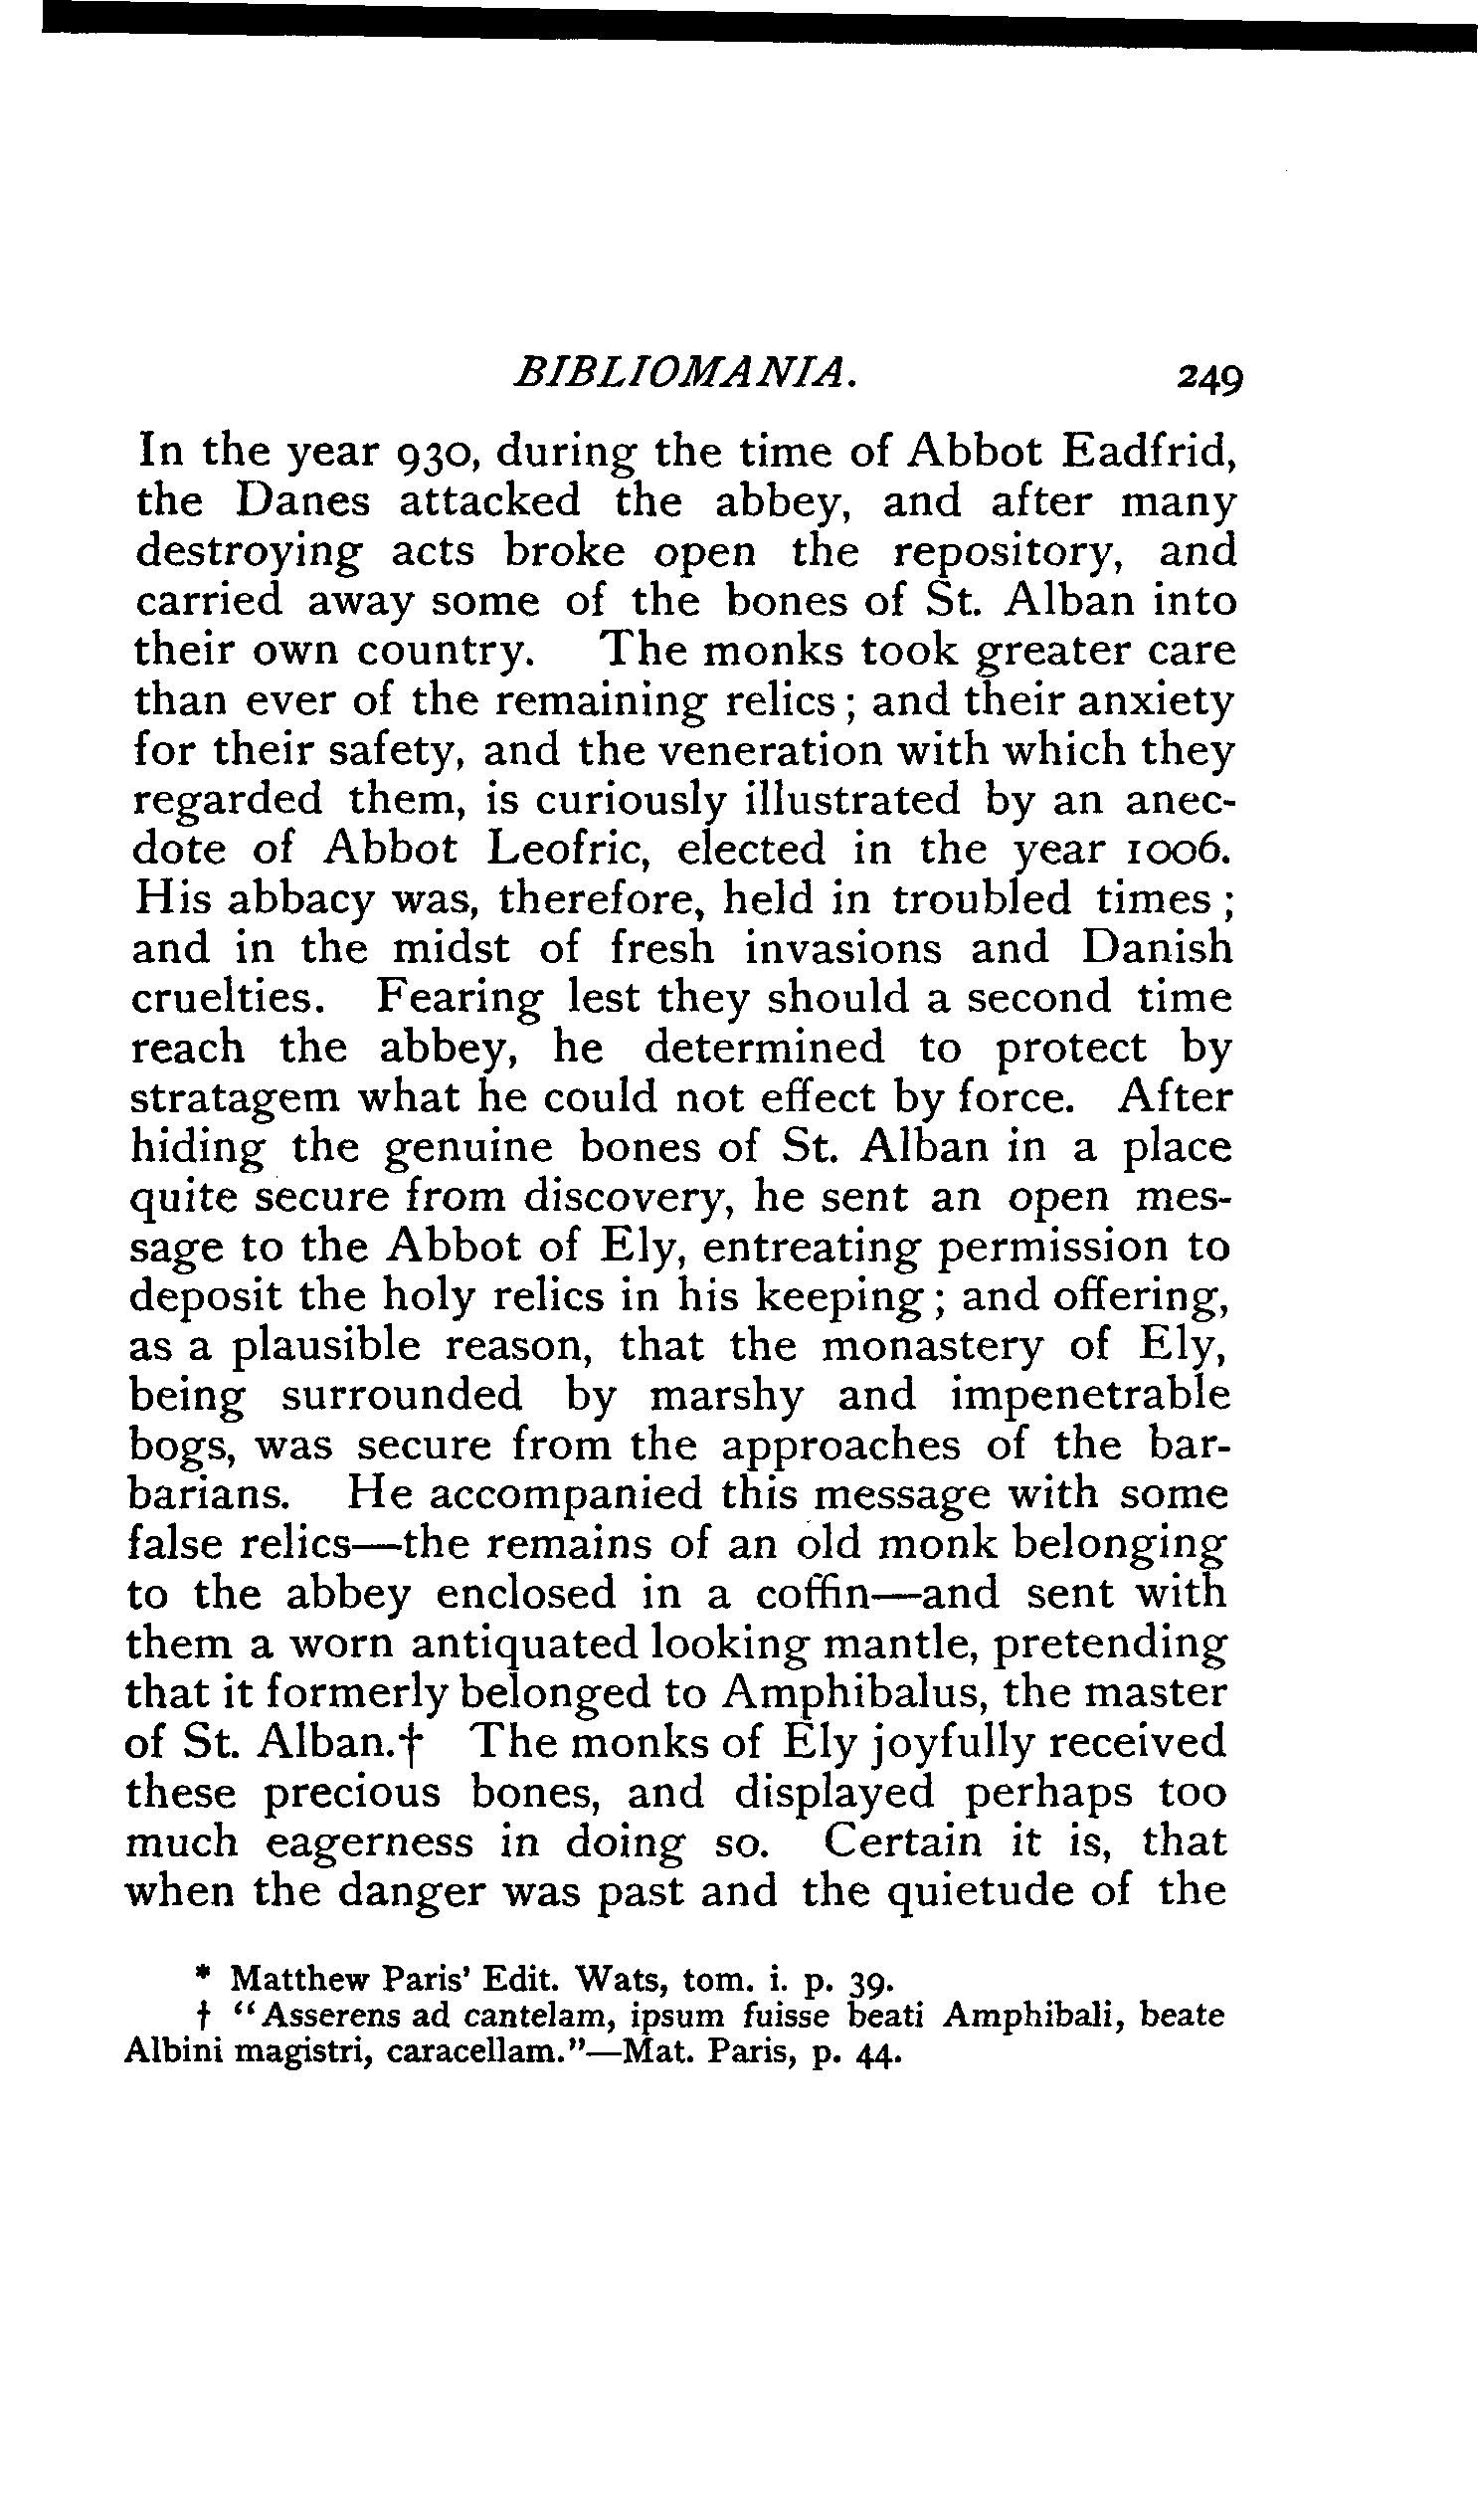 BIBLIOMANIA. 249
In the year 930, during the time of Abbot Eadfrid,
the Danes attacked the abbey, and after many
destroying acts broke open the repository, and
carried away some of the bones of St. Alban into
their own country. The monks took greater care
than ever of the remaining relics; and their anxiety
for their safety, and the veneration with which they
regarded them, is curiously illustrated by an anec-
dote of Abbot Leofric, elected in the year 1006.
His abbacy was, therefore, held in troubled times;
and in the midst of fresh invasions and Danish
cruelties. Fearing lest they should a second time
reach the abbey, he determined to protect by
stratagem what he could not effect by force. After
hiding the genuine bones of St. Alban in a place
quite secure from discovery, he sent an open mes-
sage to the Abbot of Ely, entreating permission to
deposit the holy relics in his keeping; and offering,
as a plausible reason, that the monastery of Ely,
being surrounded by marshy and impenetrable
bogs, was secure from the approaches of the bar-
barians. He accompanied this message with some
false relics—the remains of an old monk belonging
to the abbey enclosed in a coffin—and sent with
them a worn antiquated looking mantle, pretending
that it formerly belonged to Amphibalus, the master
of St. Alban.† The monks of Ely joyfully received
these precious bones, and displayed perhaps too
much eagerness in doing so. Certain it is, that
when the danger was past and the quietude of the
* Matthew Paris' Edit. Wats, tom. i. p. 39.
† "Asserens ad cantelam, ipsum fuisse beati Amphibali, beate
Albini magistri, caracellam."—Mat. Paris, p. 44.